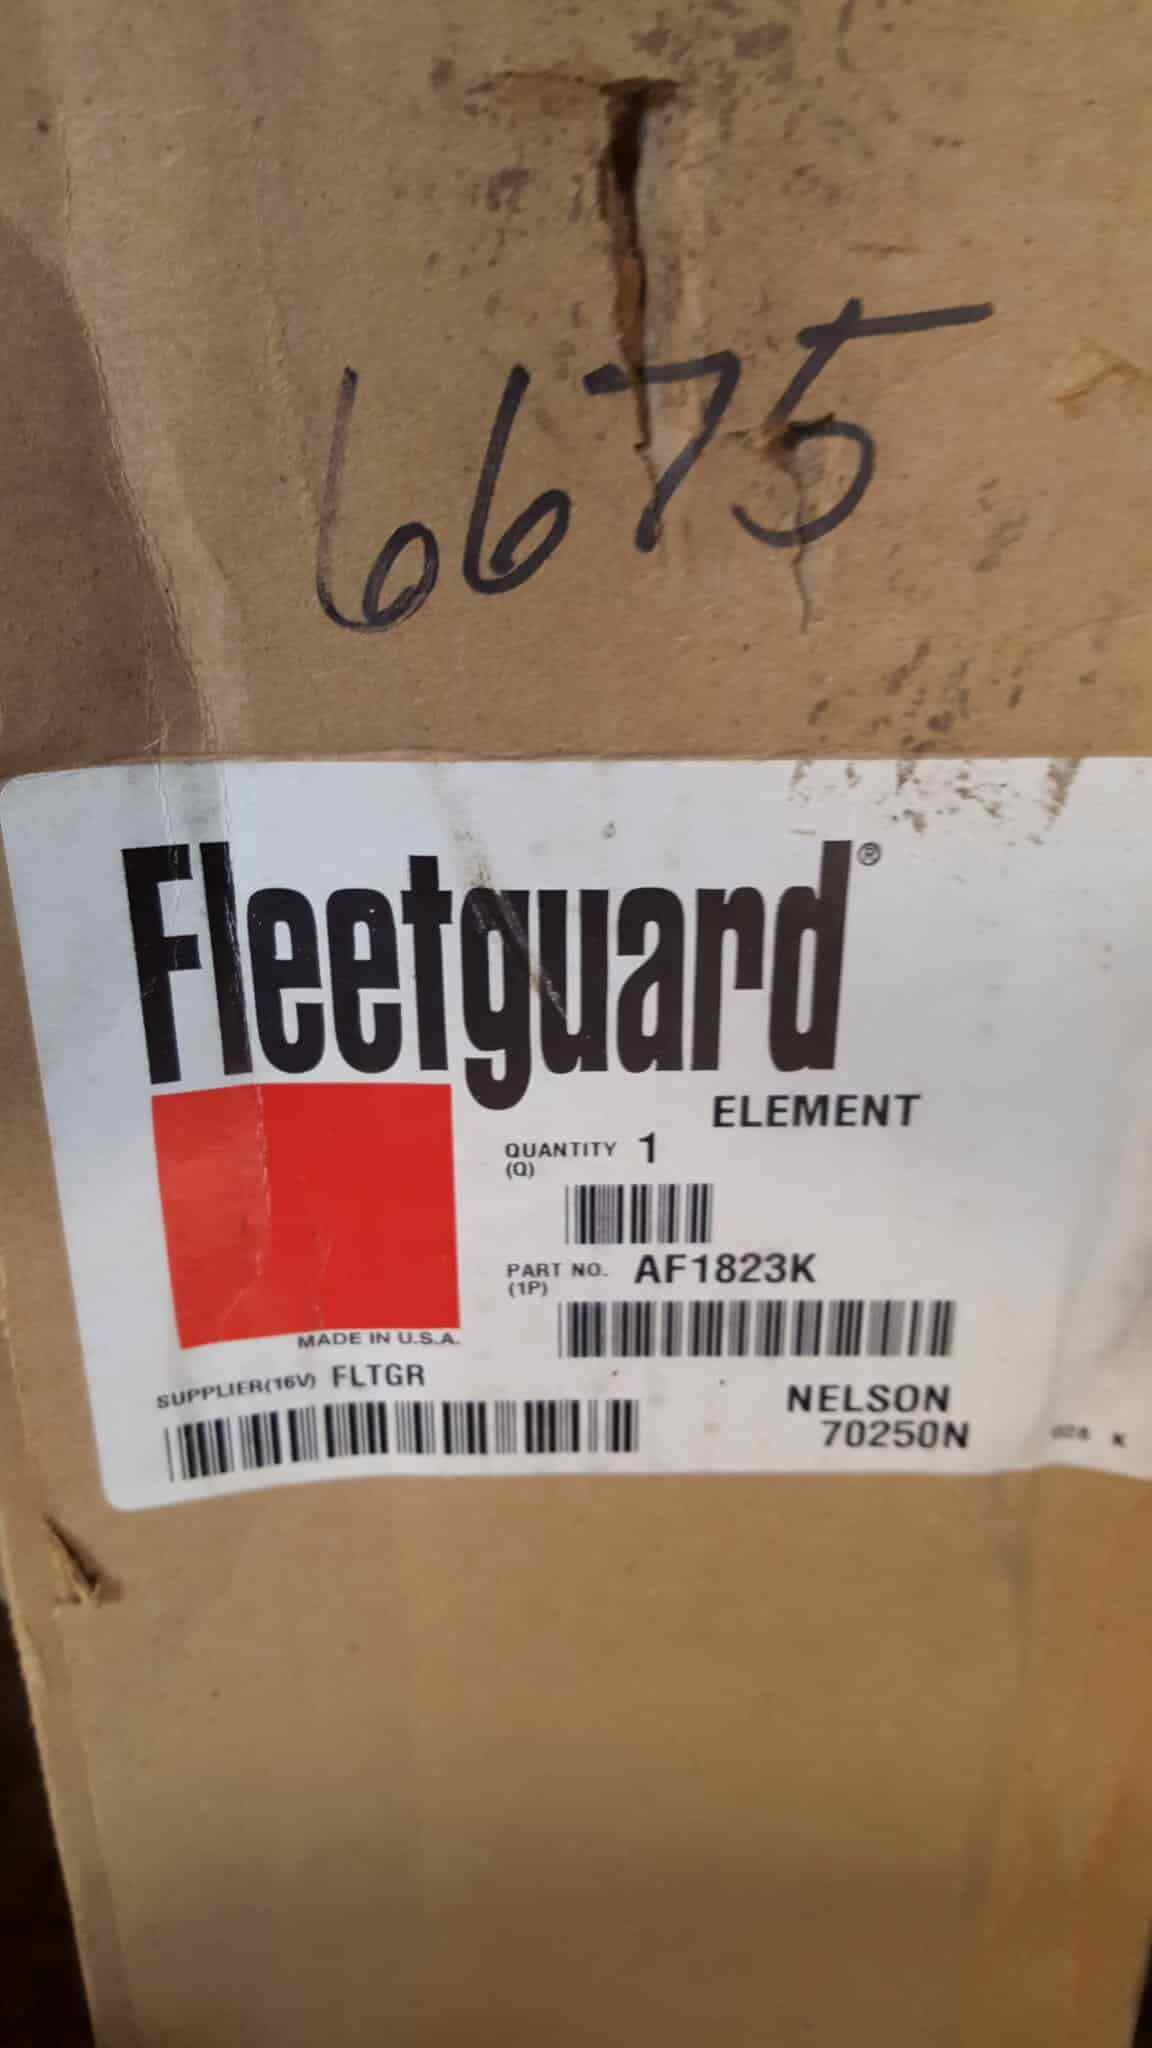 6675
Fleetguard®
ELEMENT
QUANTITY 1
(Q)
PART NO. AF1823K
(1P)
MADE IN U.S.A.
SUPPLIER(16V) FLTGR
NELSON
70250N
K